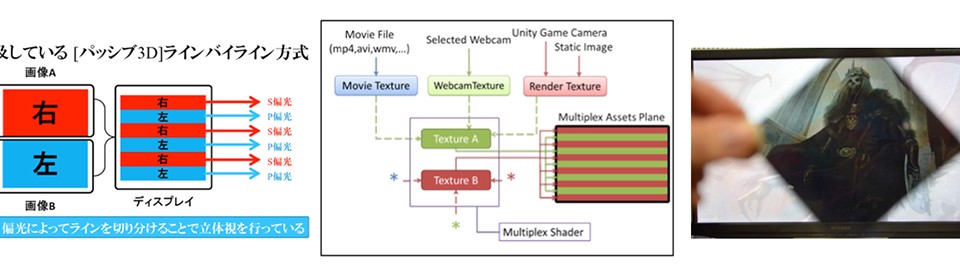 している [パッシブ3D]ラインバイライン方式
画像A
右
左
画像B
右
左
右
左
右
左
ディスプレイ
S偏光
P偏光
S偏光
P偏光
S偏光
P偏光
偏光によってラインを切り分けることで立体視を行っている
Movie File
(mp4,avi,wmv,...)
Selected Webcam
Unity Game Camera
Static Image
Movie Texture
WebcamTexture
Render Texture
Multiplex Assets Plane
Texture A
* Texture B *
*
Multiplex Shader